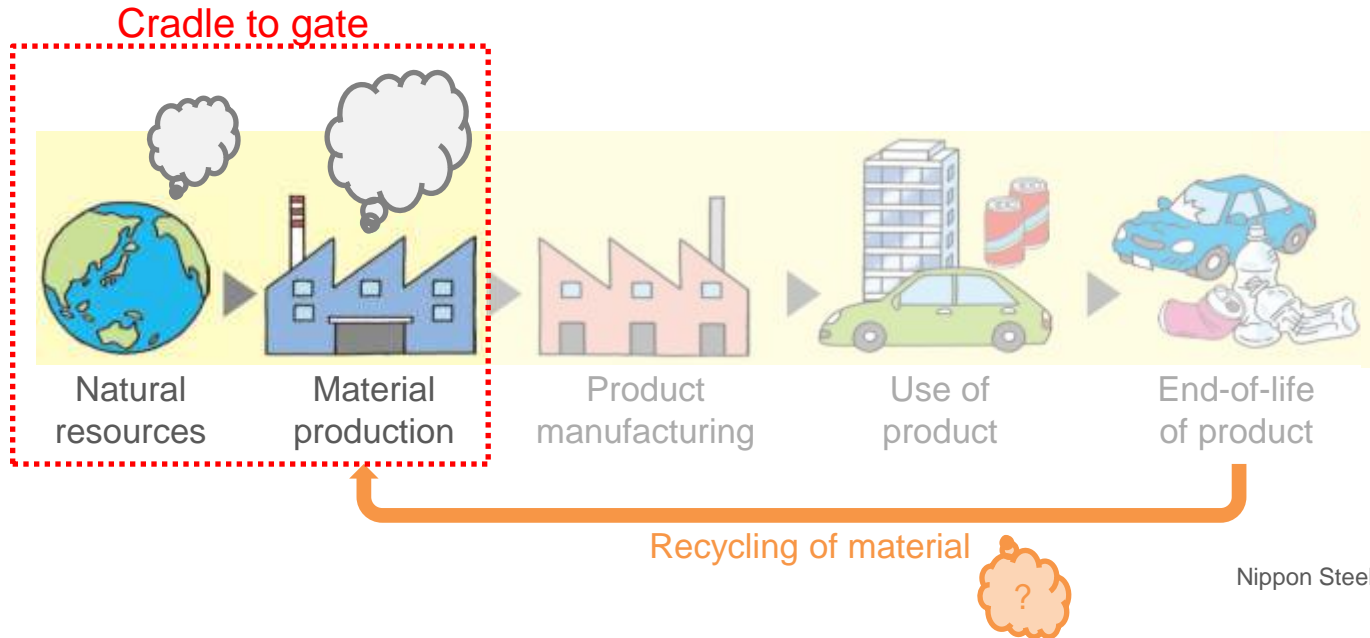 Cradle to gate
Natural
resources
Material
production
Product
manufacturing
Use of
product
End-of-life
of product
Recycling of material
?
Nippon Steel